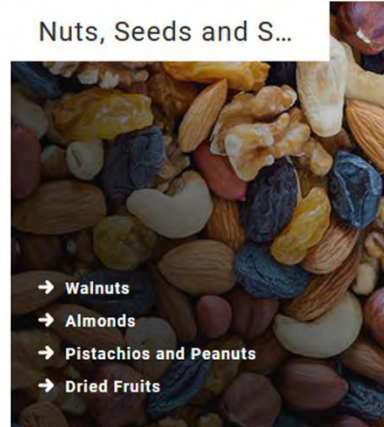 Nuts, Seeds and S...
→ Walnuts
→ Almonds
→ Pistachios and Peanuts
→ Dried Fruits